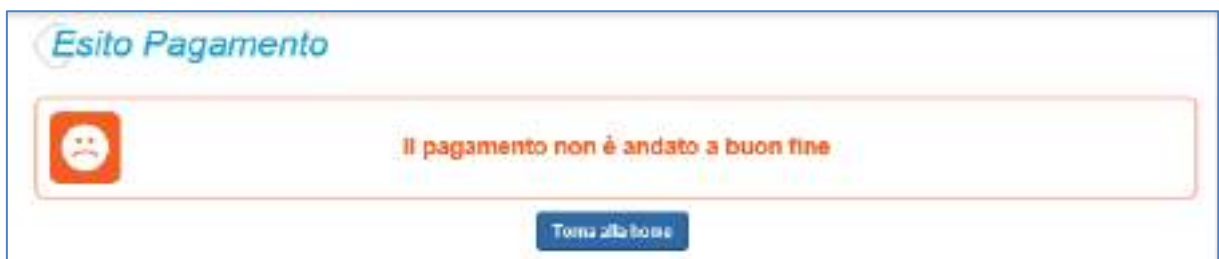 Esito Pagamento
Il pagamento non è andato a buon fine
Torna alla home